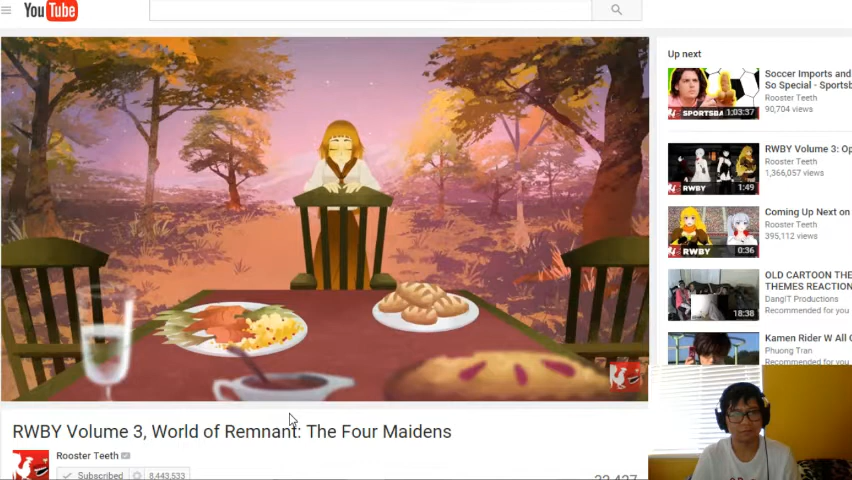 YouTube
Up next
Soccer Imports and
So Special - Sportsb
Rooster Teeth
90,704 views
SPORTSBA
1:03:37
RWBY Volume 3: Op
Rooster Teeth
1,366,057 views
RWBY
1:49
Coming Up Next on
Rooster Teeth
395,112 views
RWBY
0:36
OLD CARTOON THE
THEMES REACTION
DangIT Productions
Recommended for you
18:38
Kamen Rider W All C
Phuong Tran
Recommended for you
RWBY Volume 3, World of Remnant: The Four Maidens
Rooster Teeth
Subscribed
8,443,533